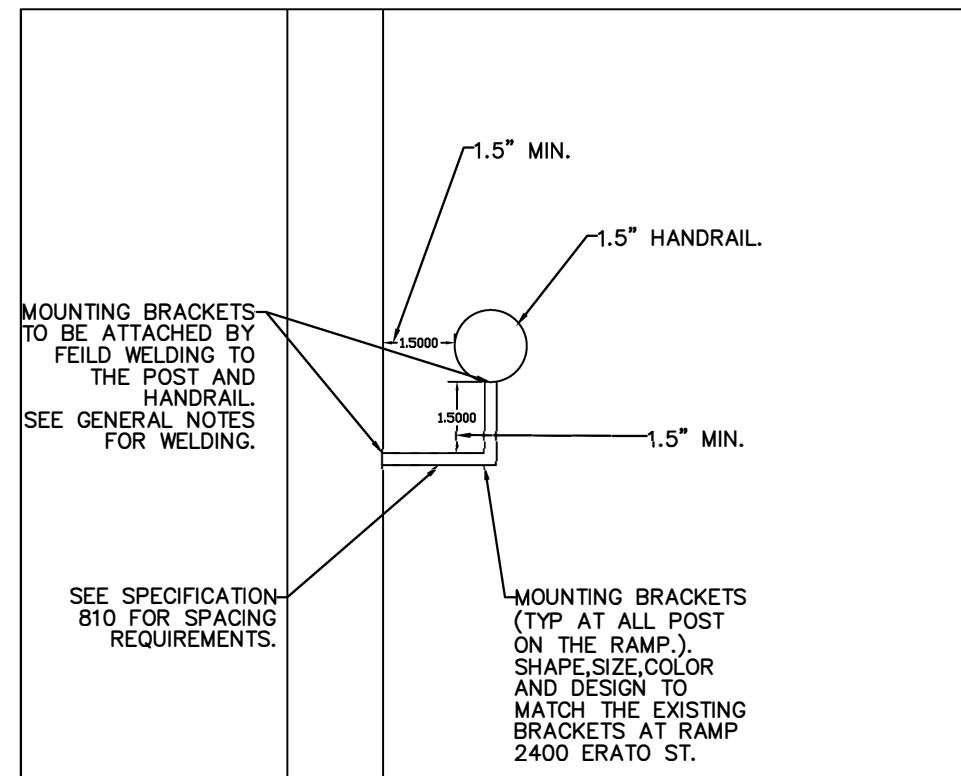 1.5" MIN.
1.5" HANDRAIL.
MOUNTING BRACKETS
TO BE ATTACHED BY
FEILD WELDING TO
THE POST AND
HANDRAIL.
SEE GENERAL NOTES
FOR WELDING.
1.5000
1.5000
1.5" MIN.
SEE SPECIFICATION
810 FOR SPACING
REQUIREMENTS.
MOUNTING BRACKETS
(TYP AT ALL POST
ON THE RAMP.).
SHAPE,SIZE,COLOR
AND DESIGN TO
MATCH THE EXISTING
BRACKETS AT RAMP
2400 ERATO ST.